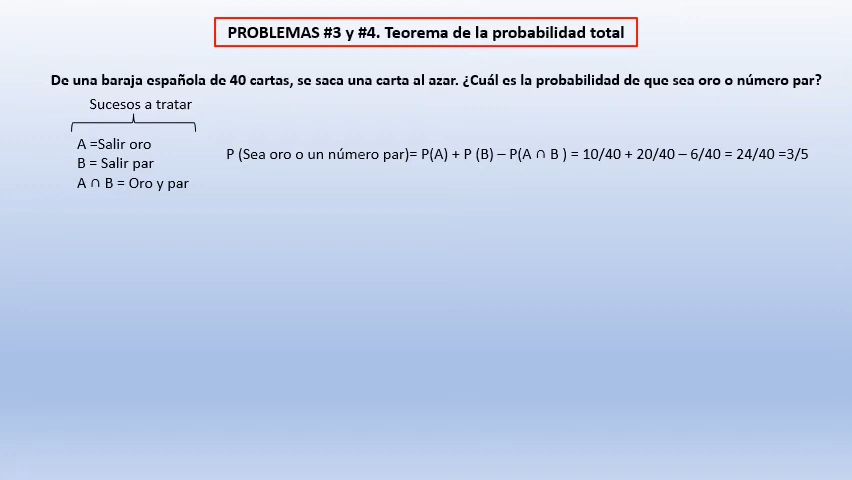 PROBLEMAS #3 y #4. Teorema de la probabilidad total
De una baraja española de 40 cartas, se saca una carta al azar. ¿Cuál es la probabilidad de que sea oro o número par?
Sucesos a tratar
A =Salir oro
B = Salir par
A ∩ B = Oro y par
P (Sea oro o un número par)= P(A) + P (B) – P(A ∩ B ) = 10/40 + 20/40 – 6/40 = 24/40 =3/5